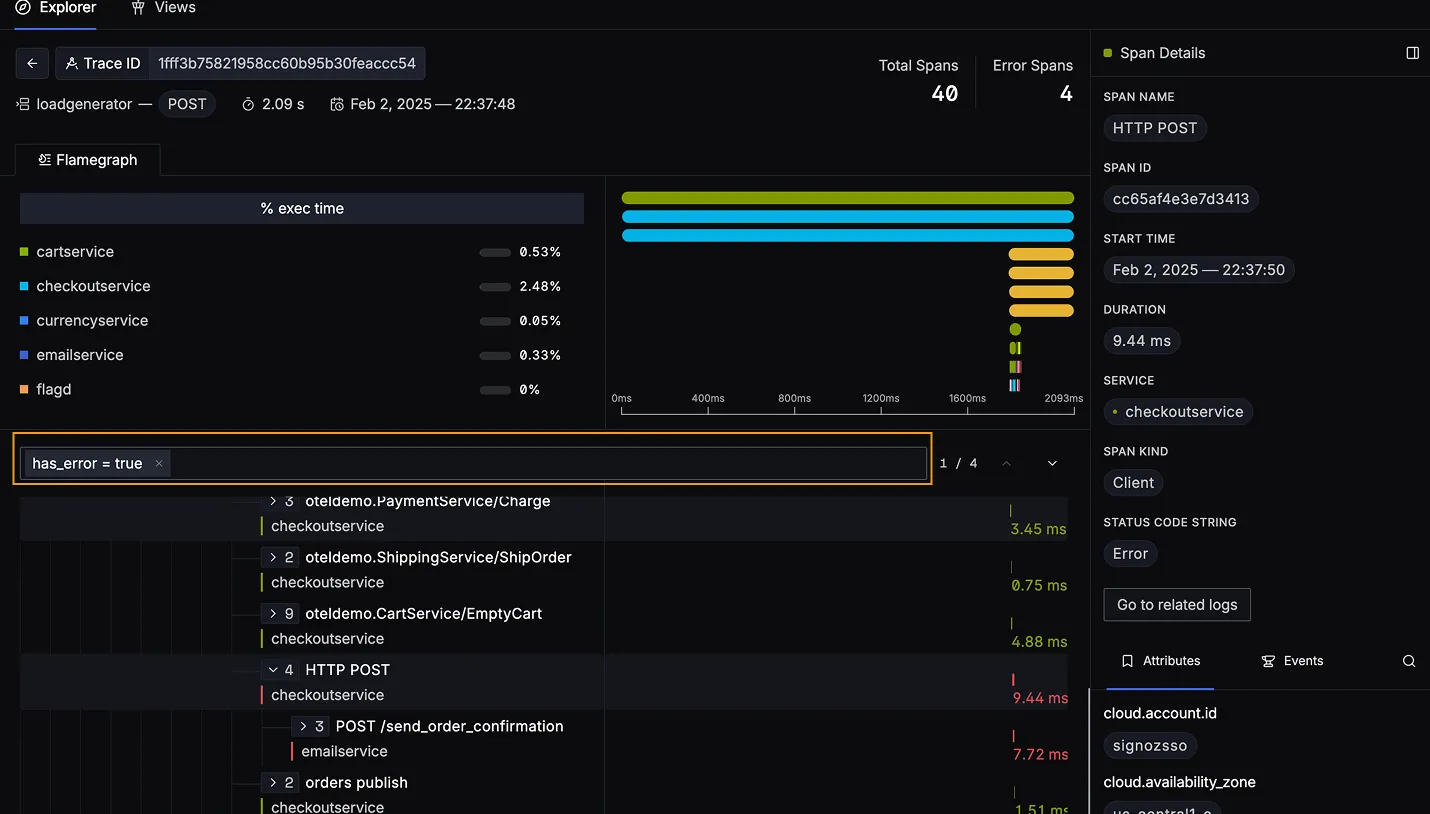 Explorer
Views
Trace ID 1fff3b75821958cc60b95b30feaccc54
loadgenerator — POST 2.09 s Feb 2, 2025 — 22:37:48
Total Spans
40
Error Spans
4
Flamegraph
% exec time
cartservice 0.53%
checkoutservice 2.48%
currencyservice 0.05%
emailservice 0.33%
flagd 0%
0ms 400ms 800ms 1200ms 1600ms 2093ms
has_error = true × 1 / 4
3 oteldemo.PaymentService/Charge
checkoutservice
3.45 ms
2 oteldemo.ShippingService/ShipOrder
checkoutservice
0.75 ms
9 oteldemo.CartService/EmptyCart
checkoutservice
4.88 ms
4 HTTP POST
checkoutservice
9.44 ms
3 POST /send_order_confirmation
emailservice
7.72 ms
2 orders publish
checkoutservice
1.51 ms
Span Details
SPAN NAME
HTTP POST
SPAN ID
cc65af4e3e7d3413
START TIME
Feb 2, 2025 — 22:37:50
DURATION
9.44 ms
SERVICE
checkoutservice
SPAN KIND
Client
STATUS CODE STRING
Error
Go to related logs
Attributes
Events
cloud.account.id
signozsso
cloud.availability_zone